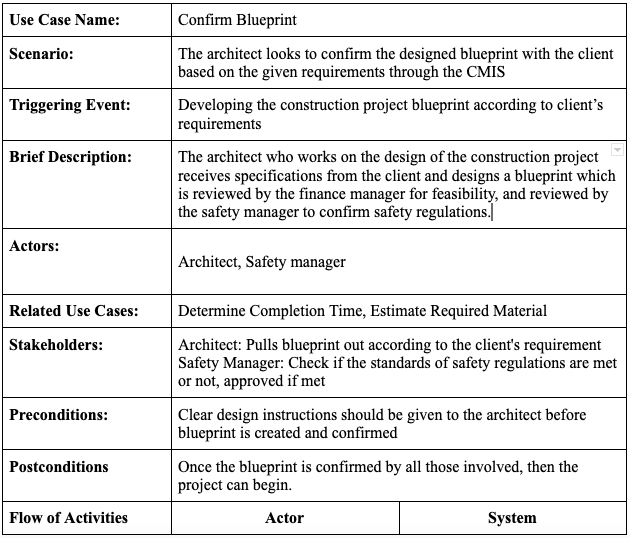 Use Case Name: Confirm Blueprint
Scenario: The architect looks to confirm the designed blueprint with the client
based on the given requirements through the CMIS
Triggering Event: Developing the construction project blueprint according to client’s
requirements
Brief Description: The architect who works on the design of the construction project
receives specifications from the client and designs a blueprint which
is reviewed by the finance manager for feasibility, and reviewed by
the safety manager to confirm safety regulations.
Actors:
Architect, Safety manager
Related Use Cases: Determine Completion Time, Estimate Required Material
Stakeholders: Architect: Pulls blueprint out according to the client's requirement
Safety Manager: Check if the standards of safety regulations are met
or not, approved if met
Preconditions: Clear design instructions should be given to the architect before
blueprint is created and confirmed
Postconditions Once the blueprint is confirmed by all those involved, then the
project can begin.
Flow of Activities Actor System